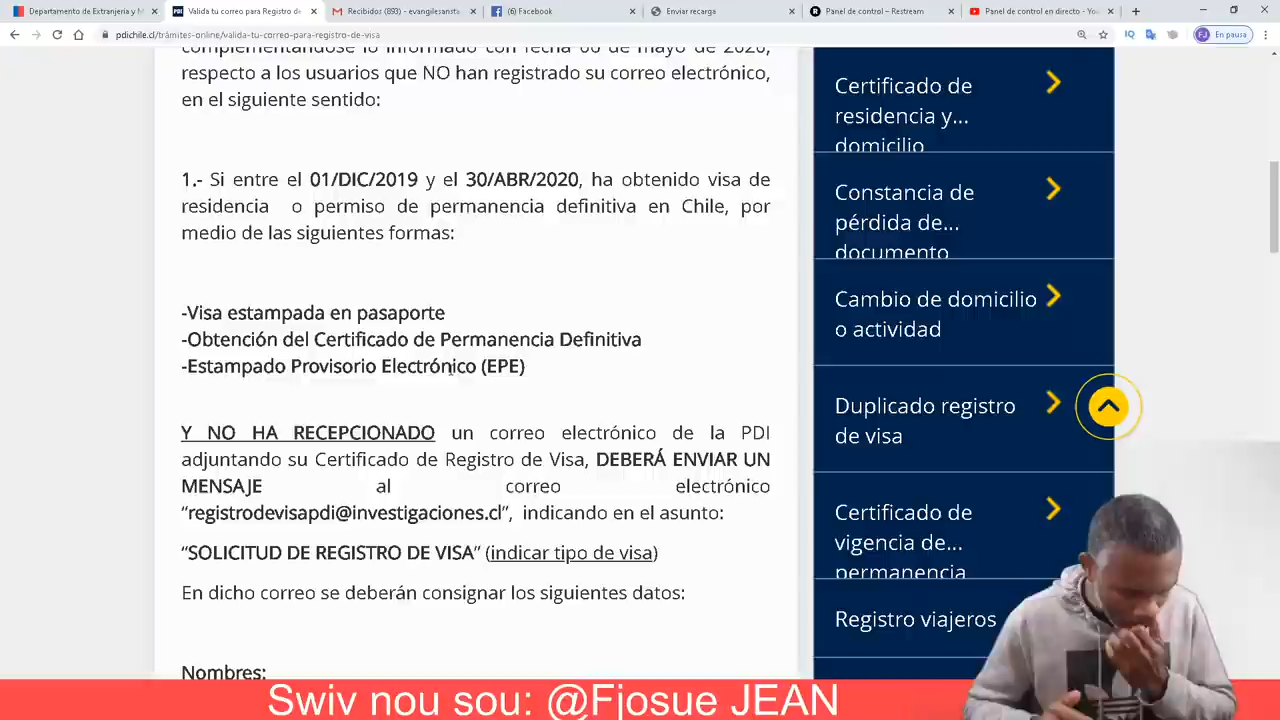 Departamento de Extranjería y M
Valida tu correo para Registro de
Recibidos (893) - evangilesansta
(6) Facebook
Enviar recarga
Panel de control – Restream
Panel de control en directo - Yo
pdichile.cl/trámites-online/valida-tu-correo-para-registro-de-visa
FJ En pausa
complementándose lo informado con fecha 06 de mayo de 2020,
respecto a los usuarios que NO han registrado su correo electrónico,
en el siguiente sentido:
1.- Si entre el 01/DIC/2019 y el 30/ABR/2020, ha obtenido visa de
residencia o permiso de permanencia definitiva en Chile, por
medio de las siguientes formas:
-Visa estampada en pasaporte
-Obtención del Certificado de Permanencia Definitiva
-Estampado Provisorio Electrónico (EPE)
Y NO HA RECEPCIONADO un correo electrónico de la PDI
adjuntando su Certificado de Registro de Visa, DEBERÁ ENVIAR UN
MENSAJE al correo electrónico
“registrodevisapdi@investigaciones.cl”, indicando en el asunto:
“SOLICITUD DE REGISTRO DE VISA” (indicar tipo de visa)
En dicho correo se deberán consignar los siguientes datos:
Nombres:
Certificado de
residencia y...
domicilio
Constancia de
pérdida de...
documento
Cambio de domicilio
o actividad
Duplicado registro
de visa
Certificado de
vigencia de...
permanencia
Registro viajeros
Swiv nou sou: @Fjosue JEAN